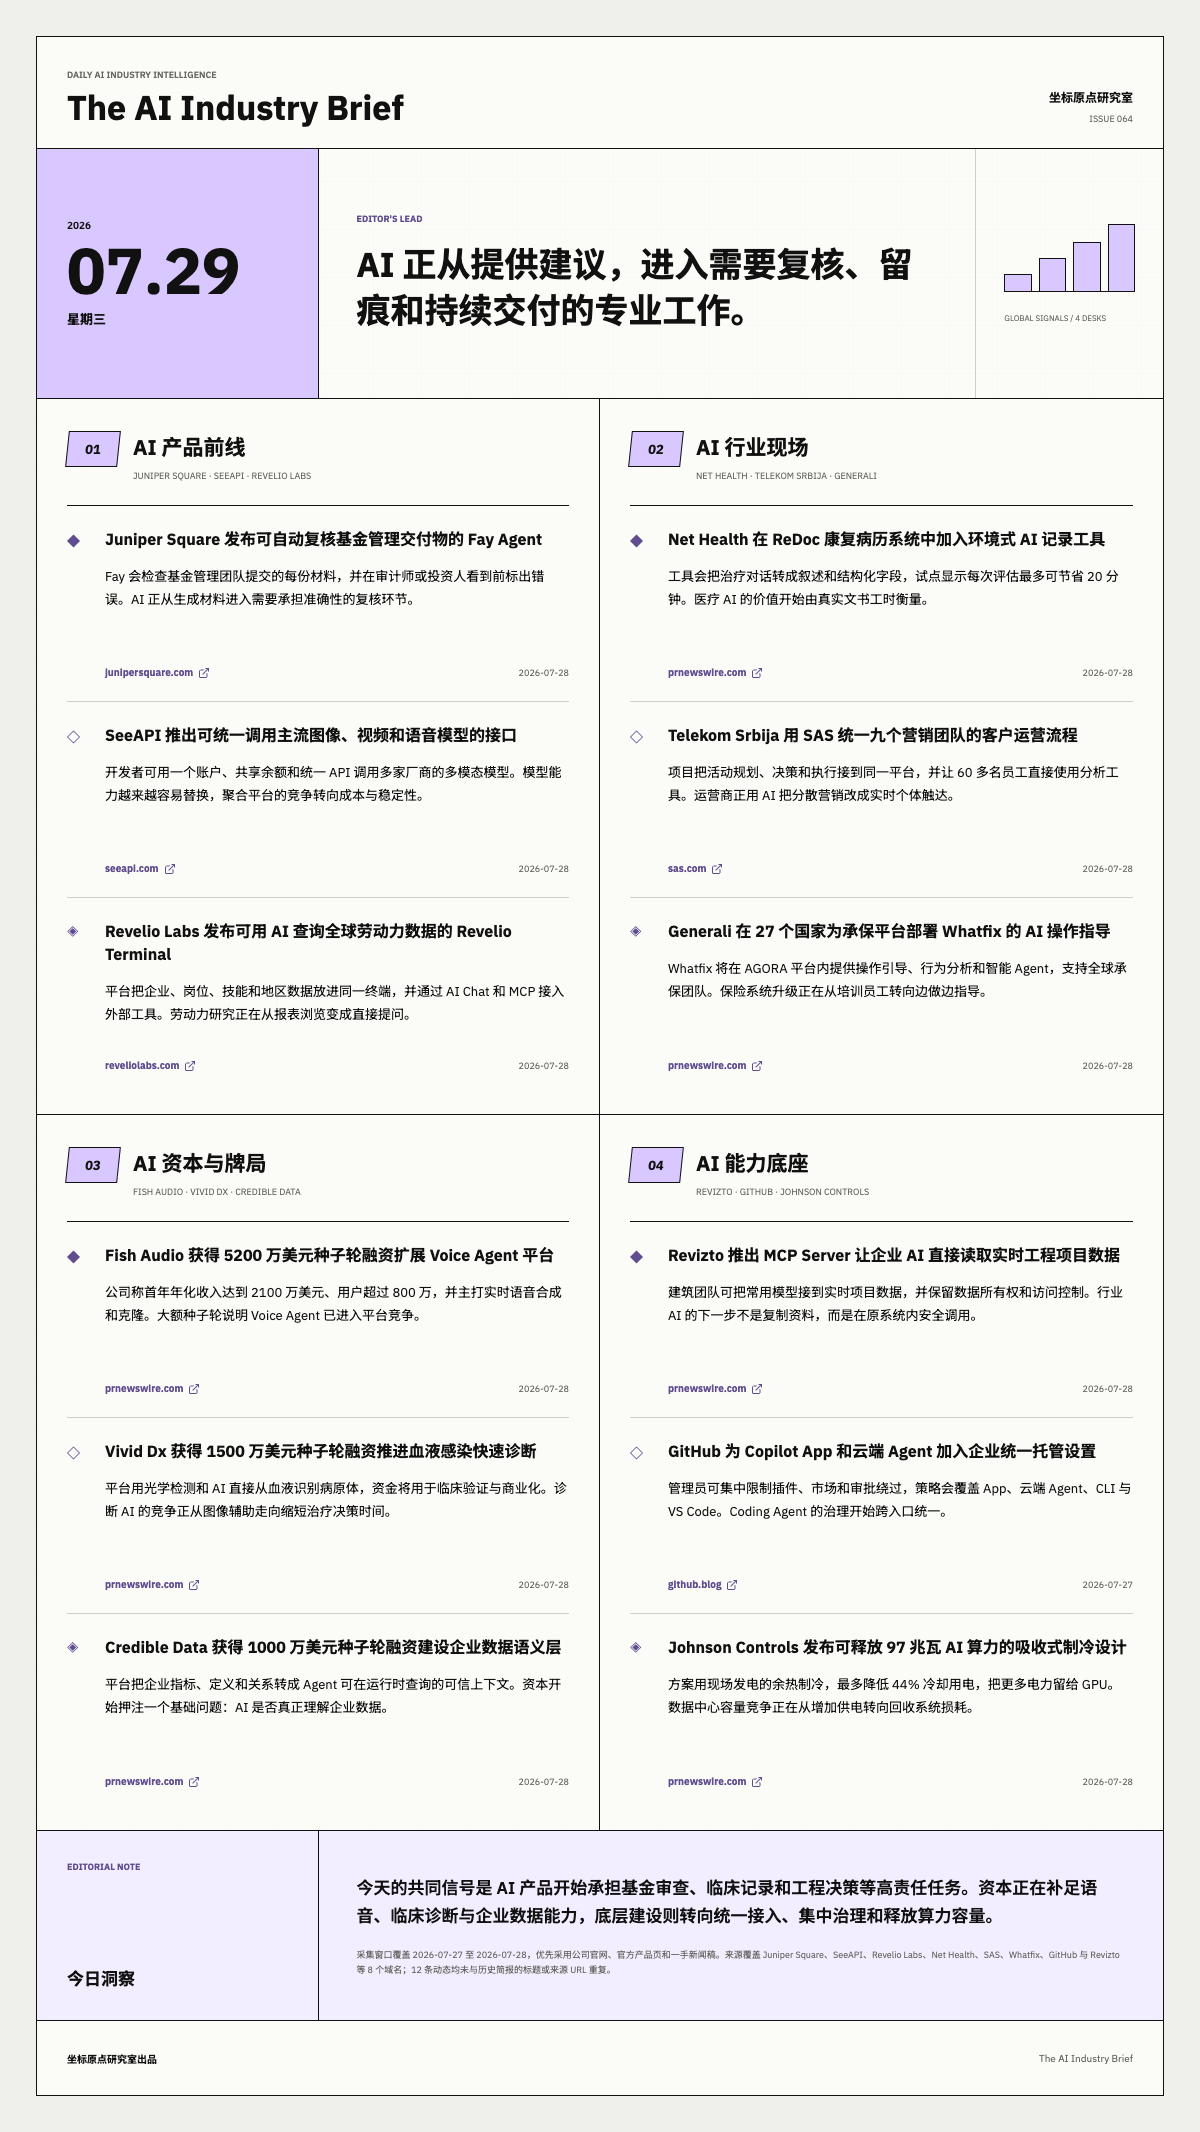 DAILY AI INDUSTRY INTELLIGENCE
The AI Industry Brief
坐标原点研究室
ISSUE 064
2026
07.29
星期三
EDITOR'S LEAD
AI 正从提供建议，进入需要复核、留
痕和持续交付的专业工作。
GLOBAL SIGNALS / 4 DESKS
01
AI 产品前线
JUNIPER SQUARE · SEEAPI · REVELIO LABS
Juniper Square 发布可自动复核基金管理交付物的 Fay Agent
Fay 会检查基金管理团队提交的每份材料，并在审计师或投资人看到前标出错
误。AI 正从生成材料进入需要承担准确性的复核环节。
junipersquare.com
2026-07-28
SeeAPI 推出可统一调用主流图像、视频和语音模型的接口
开发者可用一个账户、共享余额和统一 API 调用多家厂商的多模态模型。模型能
力越来越容易替换，聚合平台的竞争转向成本与稳定性。
seeapi.com
2026-07-28
Revelio Labs 发布可用 AI 查询全球劳动力数据的 Revelio
Terminal
平台把企业、岗位、技能和地区数据放进同一终端，并通过 AI Chat 和 MCP 接入
外部工具。劳动力研究正在从报表浏览变成直接提问。
reveliolabs.com
2026-07-28
02
AI 行业现场
NET HEALTH · TELEKOM SRBIJA · GENERALI
Net Health 在 ReDoc 康复病历系统中加入环境式 AI 记录工具
工具会把治疗对话转成叙述和结构化字段，试点显示每次评估最多可节省 20 分
钟。医疗 AI 的价值开始由真实文书工时衡量。
prnewswire.com
2026-07-28
Telekom Srbija 用 SAS 统一九个营销团队的客户运营流程
项目把活动规划、决策和执行接到同一平台，并让 60 多名员工直接使用分析工
具。运营商正用 AI 把分散营销改成实时个体触达。
sas.com
2026-07-28
Generali 在 27 个国家为承保平台部署 Whatfix 的 AI 操作指导
Whatfix 将在 AGORA 平台内提供操作引导、行为分析和智能 Agent，支持全球承
保团队。保险系统升级正在从培训员工转向边做边指导。
prnewswire.com
2026-07-28
03
AI 资本与牌局
FISH AUDIO · VIVID DX · CREDIBLE DATA
Fish Audio 获得 5200 万美元种子轮融资扩展 Voice Agent 平台
公司称首年年化收入达到 2100 万美元、用户超过 800 万，并主打实时语音合成
和克隆。大额种子轮说明 Voice Agent 已进入平台竞争。
prnewswire.com
2026-07-28
Vivid Dx 获得 1500 万美元种子轮融资推进血液感染快速诊断
平台用光学检测和 AI 直接从血液识别病原体，资金将用于临床验证与商业化。诊
断 AI 的竞争正从图像辅助走向缩短治疗决策时间。
prnewswire.com
2026-07-28
Credible Data 获得 1000 万美元种子轮融资建设企业数据语义层
平台把企业指标、定义和关系转成 Agent 可在运行时查询的可信上下文。资本开
始押注一个基础问题：AI 是否真正理解企业数据。
prnewswire.com
2026-07-28
04
AI 能力底座
REVIZTO · GITHUB · JOHNSON CONTROLS
Revizto 推出 MCP Server 让企业 AI 直接读取实时工程项目数据
建筑团队可把常用模型接到实时项目数据，并保留数据所有权和访问控制。行业
AI 的下一步不是复制资料，而是在原系统内安全调用。
prnewswire.com
2026-07-28
GitHub 为 Copilot App 和云端 Agent 加入企业统一托管设置
管理员可集中限制插件、市场和审批绕过，策略会覆盖 App、云端 Agent、CLI 与
VS Code。Coding Agent 的治理开始跨入口统一。
github.blog
2026-07-27
Johnson Controls 发布可释放 97 兆瓦 AI 算力的吸收式制冷设计
方案用现场发电的余热制冷，最多降低 44% 冷却用电，把更多电力留给 GPU。
数据中心容量竞争正在从增加供电转向回收系统损耗。
prnewswire.com
2026-07-28
EDITORIAL NOTE
今日洞察
今天的共同信号是 AI 产品开始承担基金审查、临床记录和工程决策等高责任任务。资本正在补足语
音、临床诊断与企业数据能力，底层建设则转向统一接入、集中治理和释放算力容量。
采集窗口覆盖 2026-07-27 至 2026-07-28，优先采用公司官网、官方产品页和一手新闻稿。来源覆盖 Juniper Square、SeeAPI、Revelio Labs、Net Health、SAS、Whatfix、GitHub 与 Revizto
等 8 个域名；12 条动态均未与历史简报的标题或来源 URL 重复。
坐标原点研究室出品
The AI Industry Brief